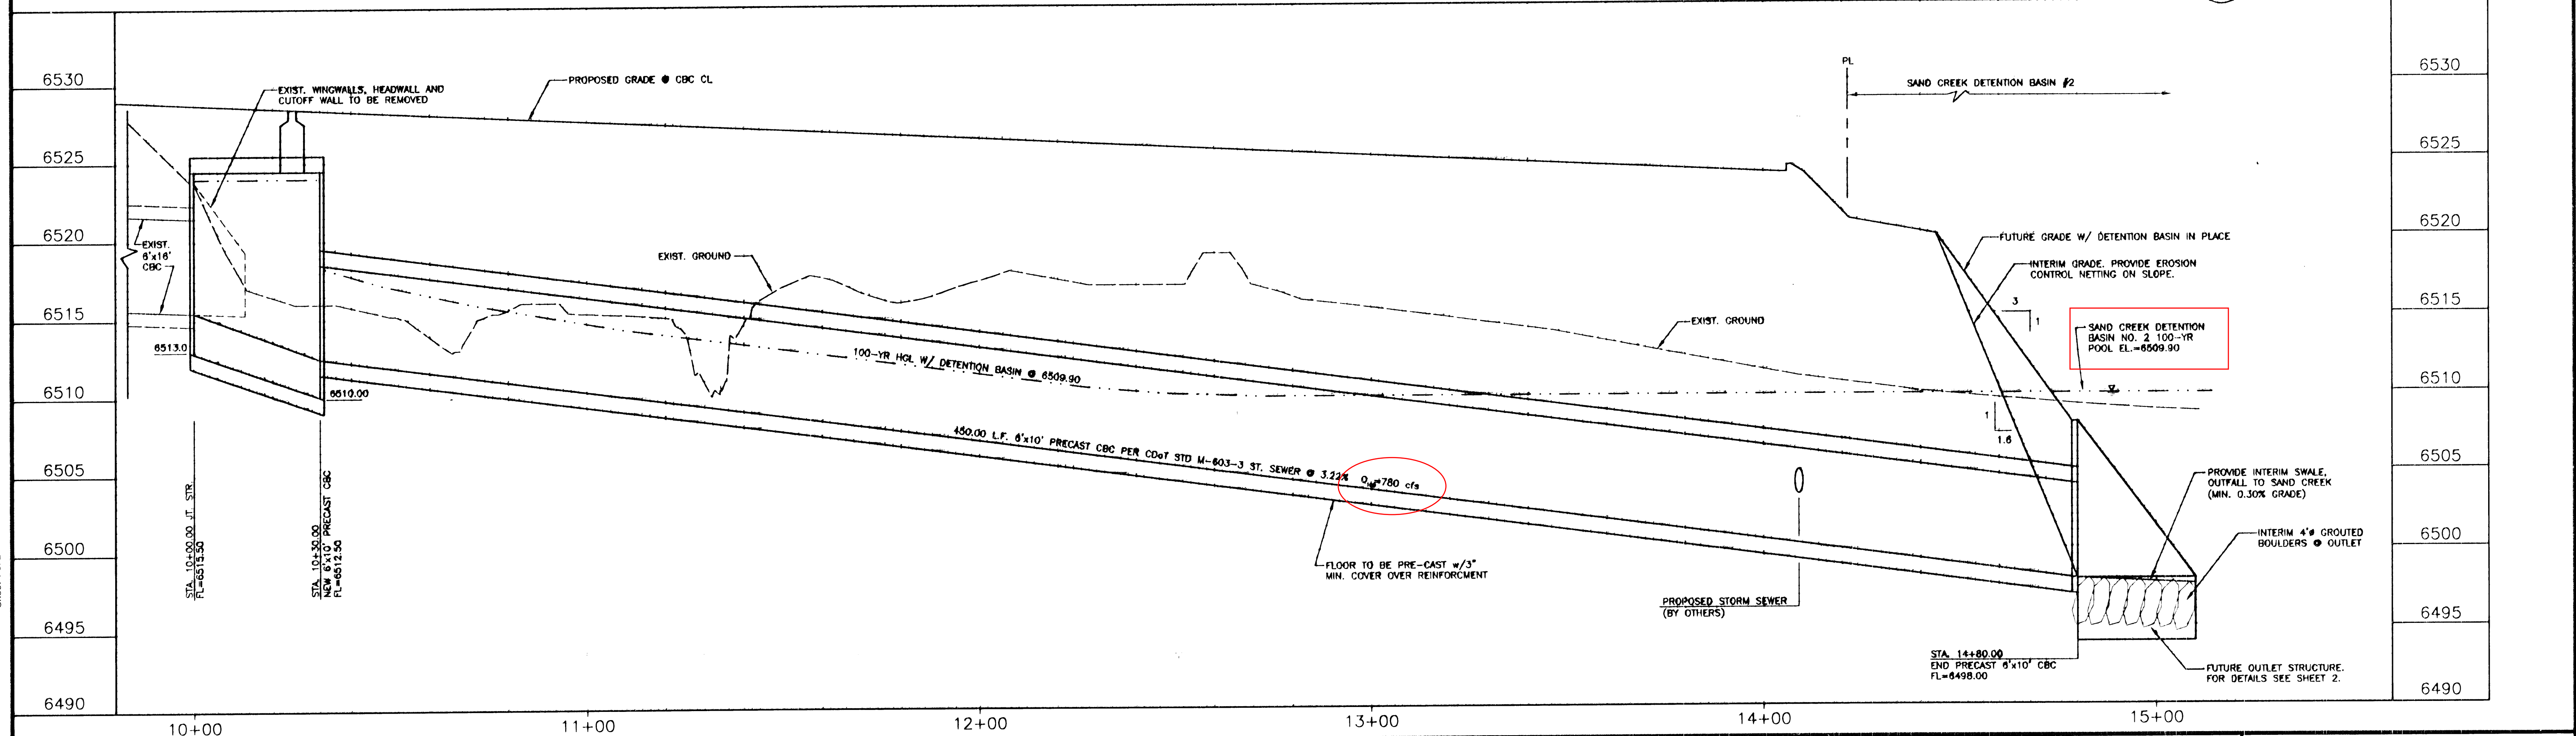 6530
6525
6520
6515
6510
6505
6500
6495
6490
EXIST. WINGWALLS, HEADWALL AND
CUTOFF WALL TO BE REMOVED
PROPOSED GRADE @ CBC CL
PL
SAND CREEK DETENTION BASIN #2
EXIST.
6'x16'
CBC
EXIST. GROUND
FUTURE GRADE W/ DETENTION BASIN IN PLACE
INTERIM GRADE. PROVIDE EROSION
CONTROL NETTING ON SLOPE.
3
1
SAND CREEK DETENTION
BASIN NO. 2 100-YR
POOL EL.=6509.90
EXIST. GROUND
6513.0
6510.00
100-YR HGL W/ DETENTION BASIN @ 6509.90
1
1.6
450.00 L.F. 6'x10' PRECAST CBC PER CDoT STD M-603-3 ST. SEWER @ 3.22%
=780 cfs
PROVIDE INTERIM SWALE,
OUTFALL TO SAND CREEK
(MIN. 0.30% GRADE)
INTERIM 4'ø GROUTED
BOULDERS @ OUTLET
FLOOR TO BE PRE-CAST w/3"
MIN. COVER OVER REINFORCMENT
PROPOSED STORM SEWER
(BY OTHERS)
STA. 10+00.00 JT. STR.
FL=6515.50
STA. 10+30.00
NEW 6'x10' PRECAST CBC
FL=6512.50
STA. 14+80.00
END PRECAST 6'x10' CBC
FL=6498.00
FUTURE OUTLET STRUCTURE.
FOR DETAILS SEE SHEET 2.
6530
6525
6520
6515
6510
6505
6500
6495
6490
10+00
11+00
12+00
13+00
14+00
15+00